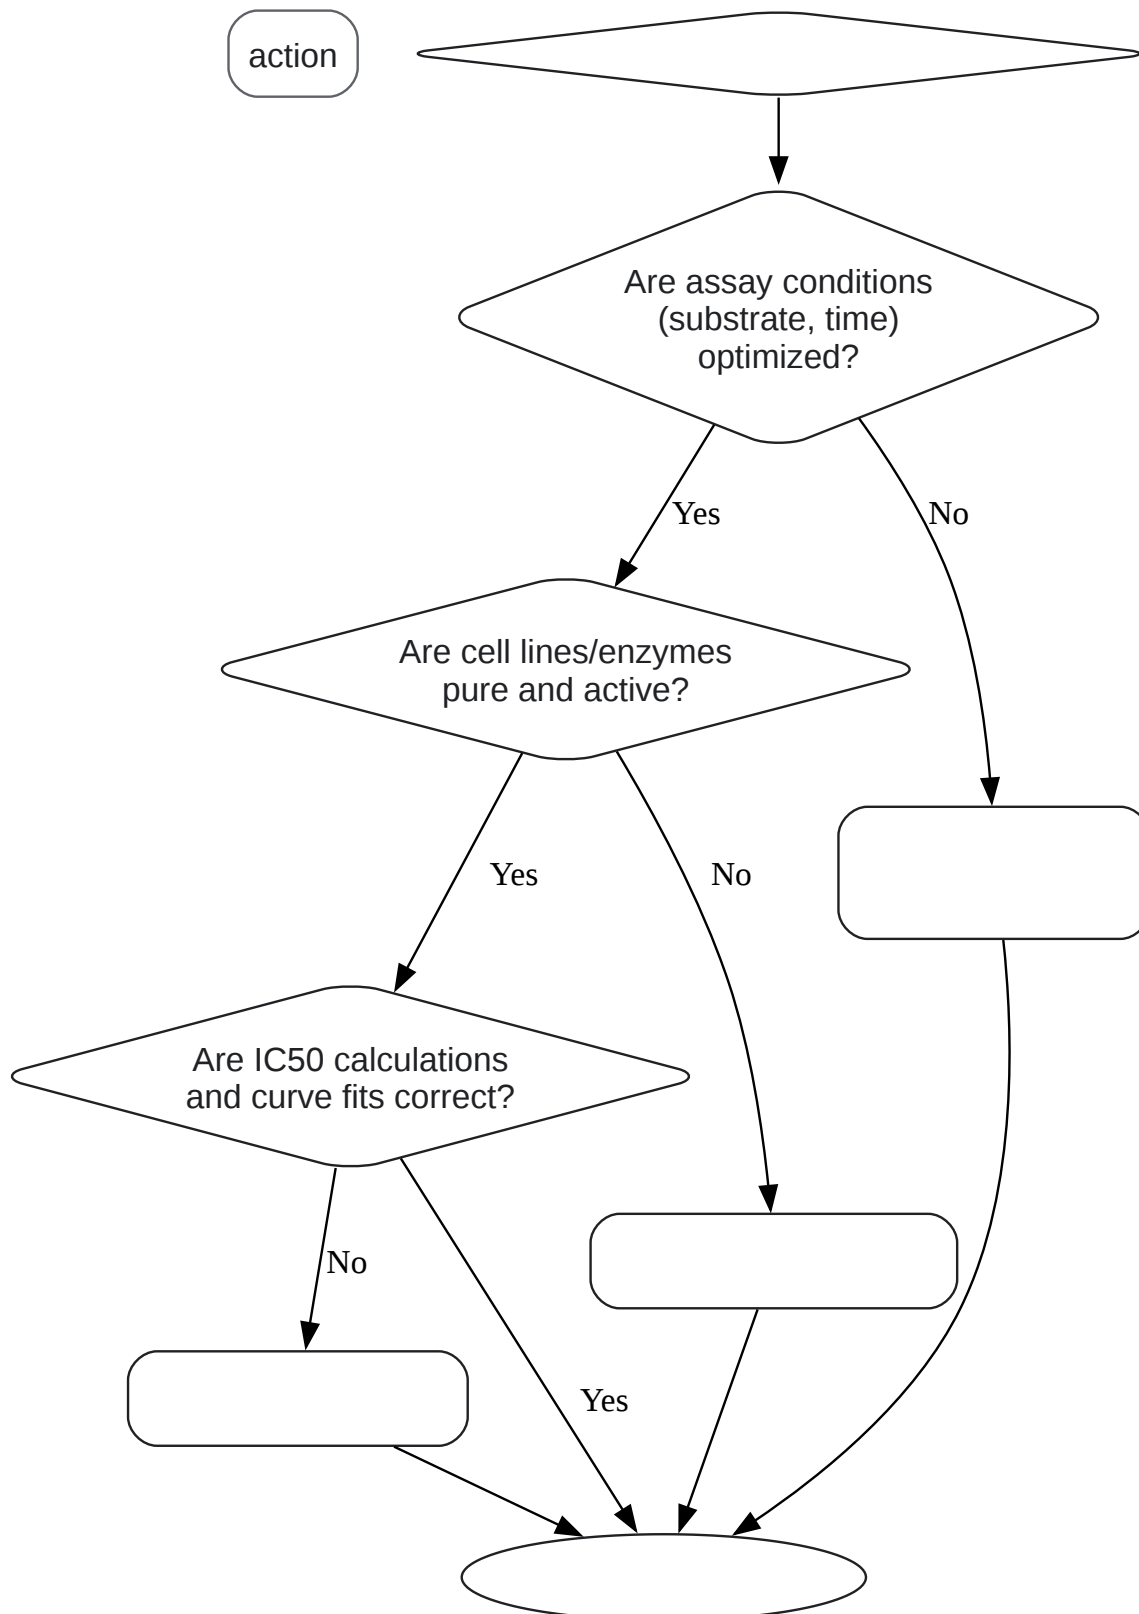 action
Are assay conditions
(substrate, time)
optimized?
Yes
No
Are cell lines/enzymes
pure and active?
Yes
No
Are IC50 calculations
and curve fits correct?
No
Yes